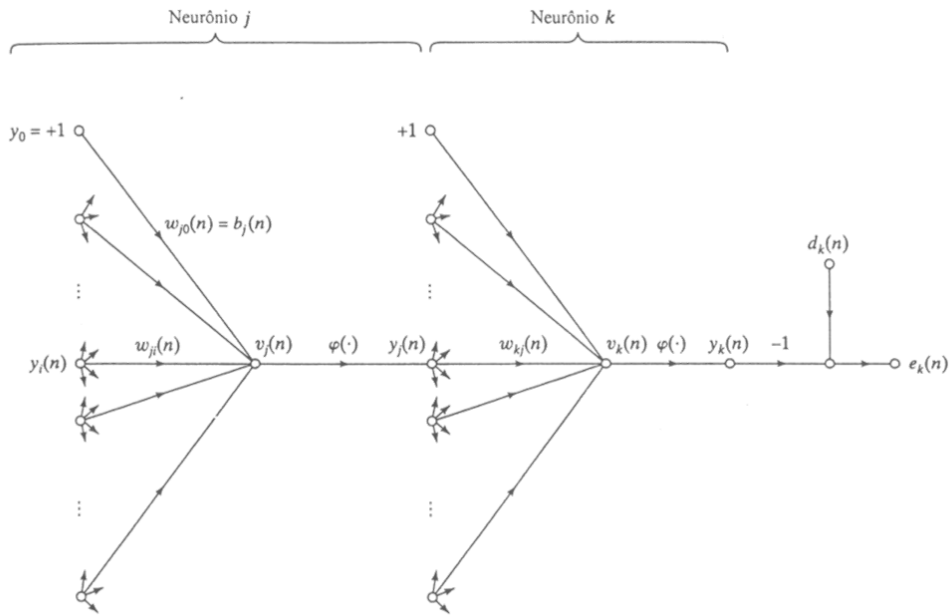 Neurônio j Neurônio k
y₀ = +1 +1
w_j0(n) = b_j(n)
d_k(n)
⋮ ⋮
y_i(n) w_ji(n) v_j(n) φ(·) y_j(n) w_kj(n) v_k(n) φ(·) y_k(n) −1 e_k(n)
⋮ ⋮